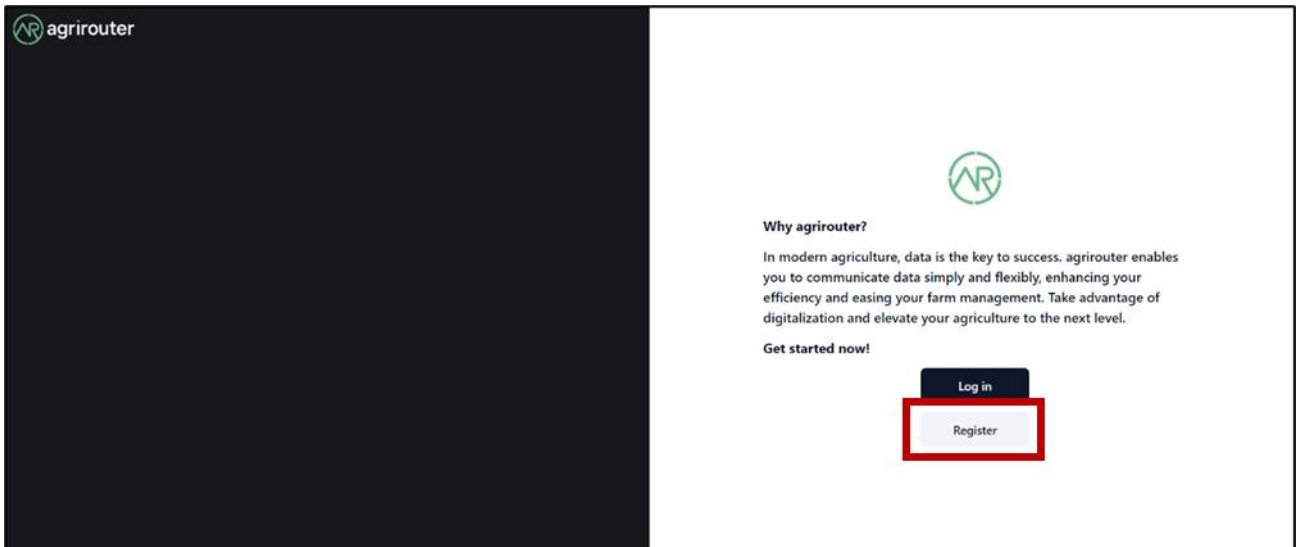 agrirouter
Why agrirouter?
In modern agriculture, data is the key to success. agrirouter enables
you to communicate data simply and flexibly, enhancing your
efficiency and easing your farm management. Take advantage of
digitalization and elevate your agriculture to the next level.
Get started now!
Log in
Register